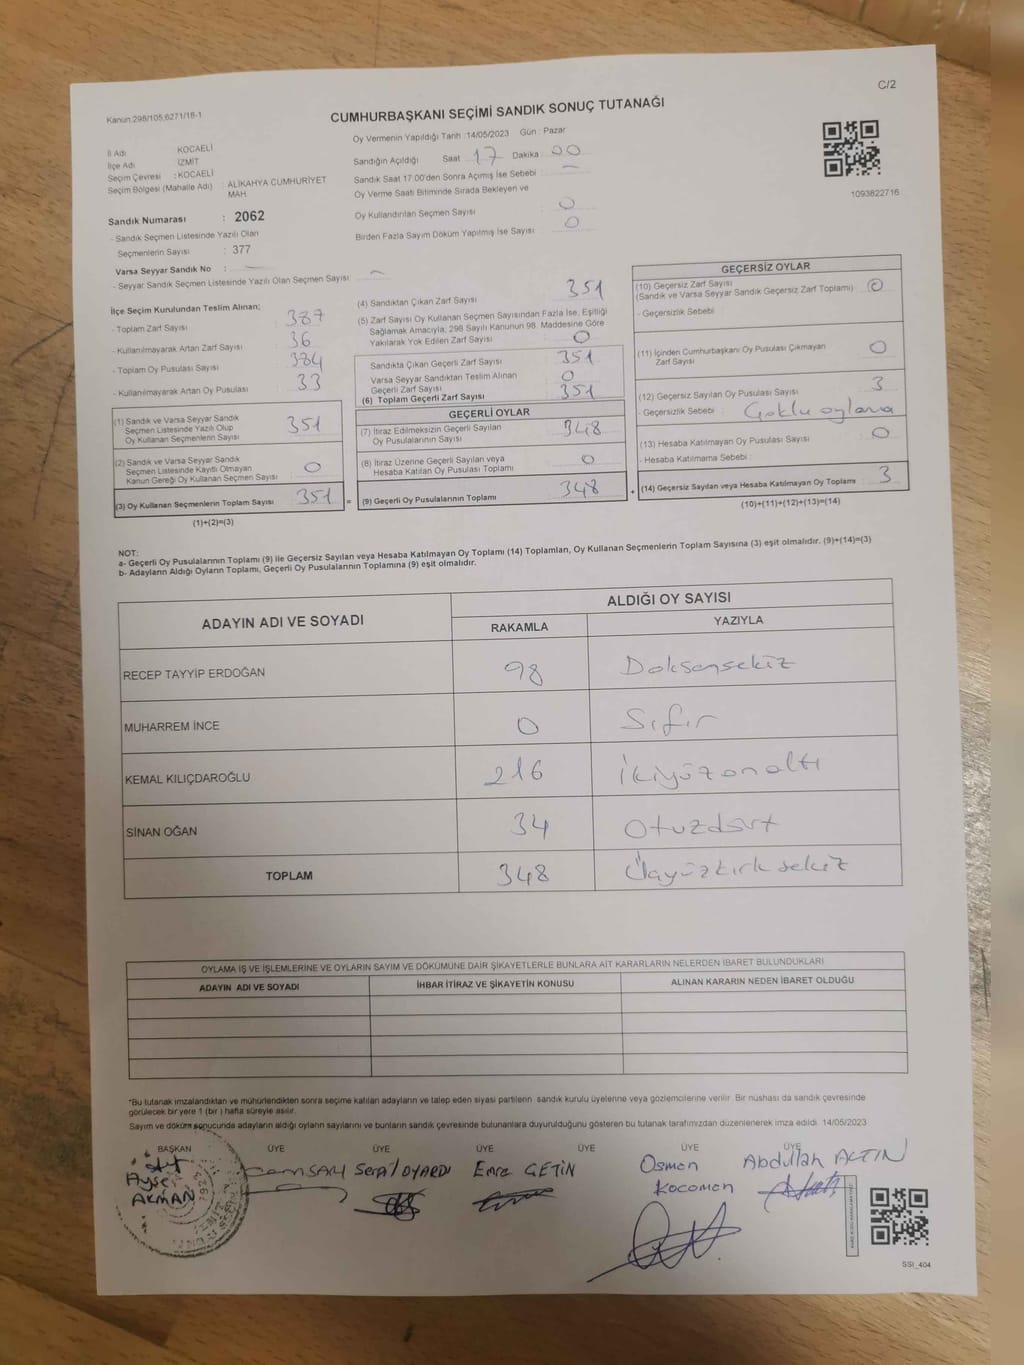 C/2
Kanun:298/105;6271/18-1
CUMHURBAŞKANI SEÇİMİ SANDIK SONUÇ TUTANAĞI
Oy Vermenin Yapıldığı Tarih :14/05/2023 Gün : Pazar
İl Adı KOCAELİ
İlçe Adı İZMİT
Seçim Çevresi : KOCAELİ
Seçim Bölgesi (Mahalle Adı) : ALİKAHYA CUMHURİYET MAH.
Sandık Numarası : 2062
- Sandık Seçmen Listesinde Yazılı Olan
Seçmenlerin Sayısı : 377
Varsa Seyyar Sandık No :
- Seyyar Sandık Seçmen Listesinde Yazılı Olan Seçmen Sayısı :
Sandığın Açıldığı Saat 17 Dakika : 00
Sandık Saat 17:00'den Sonra Açımış İse Sebebi :
Oy Verme Saati Bitiminde Sırada Bekleyen ve
Oy Kullandırılan Seçmen Sayısı : 0
Birden Fazla Sayım Döküm Yapılmış İse Sayısı : 0
1093822716
İlçe Seçim Kurulundan Teslim Alınan;
- Toplam Zarf Sayısı 387
- Kullanılmayarak Artan Zarf Sayısı 36
- Toplam Oy Pusulası Sayısı 384
- Kullanılmayarak Artan Oy Pusulası 33
(1) Sandık ve Varsa Seyyar Sandık
Seçmen Listesinde Yazılı Olup
Oy Kullanan Seçmenlerin Sayısı 351
(2) Sandık ve Varsa Seyyar Sandık
Seçmen Listesinde Kayıtlı Olmayan
Kanun Gereği Oy Kullanan Seçmen Sayısı 0
(3) Oy Kullanan Seçmenlerin Toplam Sayısı 351 =
(1)+(2)=(3)
(4) Sandıktan Çıkan Zarf Sayısı 351
(5) Zarf Sayısı Oy Kullanan Seçmen Sayısından Fazla İse, Eşitliği
Sağlamak Amacıyla, 298 Sayılı Kanunun 98. Maddesine Göre
Yakılarak Yok Edilen Zarf Sayısı 0
Sandıkta Çıkan Geçerli Zarf Sayısı 351
Varsa Seyyar Sandıktan Teslim Alınan
Geçerli Zarf Sayısı 0
(6) Toplam Geçerli Zarf Sayısı 351
GEÇERLİ OYLAR
(7) İtiraz Edilmeksizin Geçerli Sayılan
Oy Pusulalarının Sayısı 348
(8) İtiraz Üzerine Geçerli Sayılan veya
Hesaba Katılan Oy Pusulası Toplamı 0
(9) Geçerli Oy Pusulalarının Toplamı 348 +
GEÇERSİZ OYLAR
(10) Geçersiz Zarf Sayısı
(Sandık ve Varsa Seyyar Sandık Geçersiz Zarf Toplamı) 0
- Geçersizlik Sebebi
(11) İçinden Cumhurbaşkanı Oy Pusulası Çıkmayan
Zarf Sayısı 0
(12) Geçersiz Sayılan Oy Pusulası Sayısı 3
- Geçersizlik Sebebi : Çoklu oylama
(13) Hesaba Katılmayan Oy Pusulası Sayısı 0
- Hesaba Katılmama Sebebi :
(14) Geçersiz Sayılan veya Hesaba Katılmayan Oy Toplamı : 3
(10)+(11)+(12)+(13)=(14)
NOT:
a- Geçerli Oy Pusulalarının Toplamı (9) ile Geçersiz Sayılan veya Hesaba Katılmayan Oy Toplamı (14) Toplamları, Oy Kullanan Seçmenlerin Toplam Sayısına (3) eşit olmalıdır. (9)+(14)=(3)
b- Adayların Aldığı Oyların Toplamı, Geçerli Oy Pusulalarının Toplamına (9) eşit olmalıdır.
ADAYIN ADI VE SOYADI ALDIĞI OY SAYISI
RAKAMLA YAZIYLA
RECEP TAYYİP ERDOĞAN 98 Doksansekiz
MUHARREM İNCE 0 Sıfır
KEMAL KILIÇDAROĞLU 216 İkiyüzonaltı
SİNAN OĞAN 34 Otuzdört
TOPLAM 348 Üçyüzkırksekiz
OYLAMA İŞ VE İŞLEMLERİNE VE OYLARIN SAYIM VE DÖKÜMÜNE DAİR ŞİKAYETLERLE BUNLARA AİT KARARLARIN NELERDEN İBARET BULUNDUKLARI
ADAYIN ADI VE SOYADI İHBAR İTİRAZ VE ŞİKAYETİN KONUSU ALINAN KARARIN NEDEN İBARET OLDUĞU
*Bu tutanak imzalandıktan ve mühürlendikten sonra seçime katılan adayların ve talep eden siyasi partilerin sandık kurulu üyelerine veya gözlemcilerine verilir. Bir nüshası da sandık çevresinde
görülecek bir yere 1 (bir ) hafta süreyle asılır.
Sayım ve döküm sonucunda adayların aldığı oyların sayılarını ve bunların sandık çevresinde bulunanlara duyurulduğunu gösteren bu tutanak tarafımızdan düzenlenerek imza edildi. 14/05/2023
BAŞKAN ÜYE ÜYE ÜYE ÜYE ÜYE ÜYE
Ayşe AKMAN
Cem SARI
Serail OYARDI
Emre ÇETİN
Osman Kocaman
Abdullah ALTIN
SSI_404